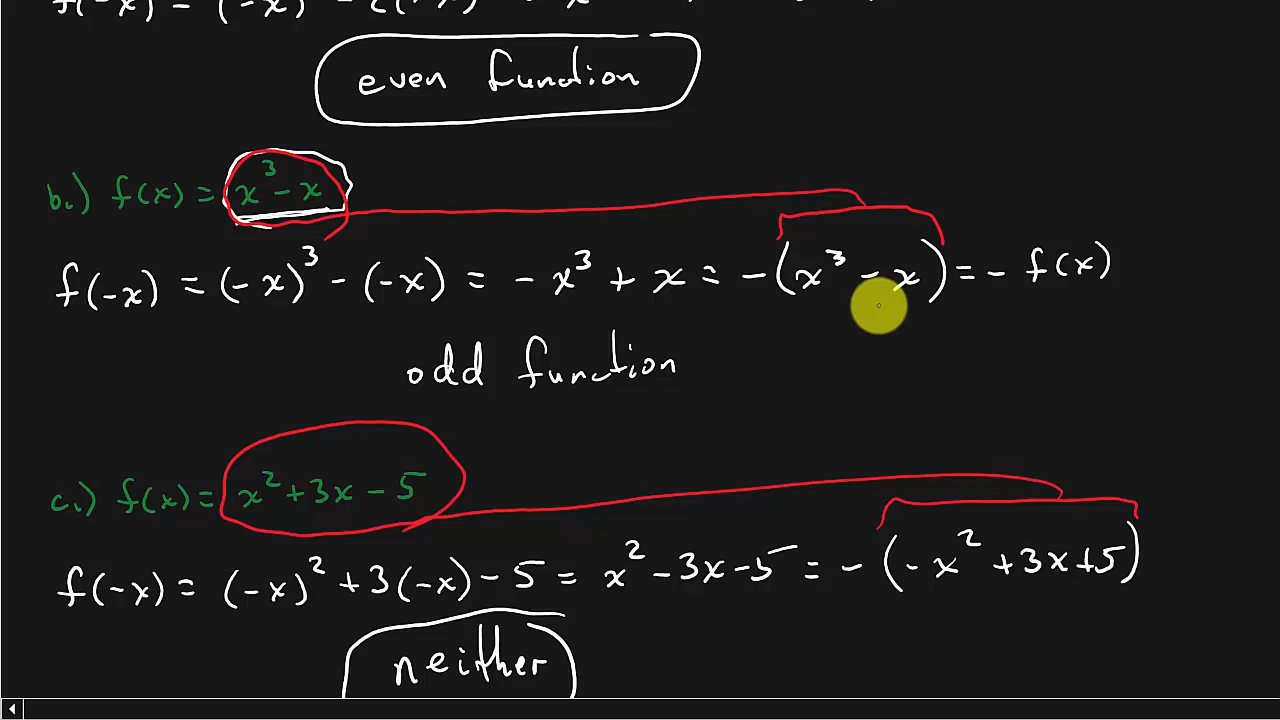 f(-x) = (-x)
even function
b.) f(x) = x³ - x
f(-x) = (-x)³ - (-x) = -x³ + x = -(x³ - x) = - f(x)
odd function
c.) f(x) = x² + 3x - 5
f(-x) = (-x)² + 3(-x) - 5 = x² - 3x - 5 = -(-x² + 3x + 5)
neither